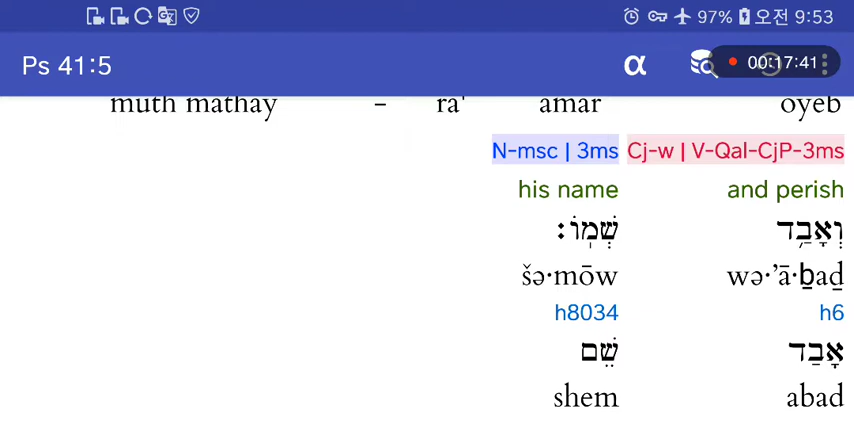 97% 오전 9:53
Ps 41:5 α 00:17:41
muth mathay - ra' amar oyeb
N-msc | 3ms Cj-w | V-Qal-CjP-3ms
his name and perish
שְׁמֽוֹ׃ וְאָבַ֥ד
šə·mōw wə·’ā·ḇaḏ
h8034 h6
שֵׁם אָבַד
shem abad